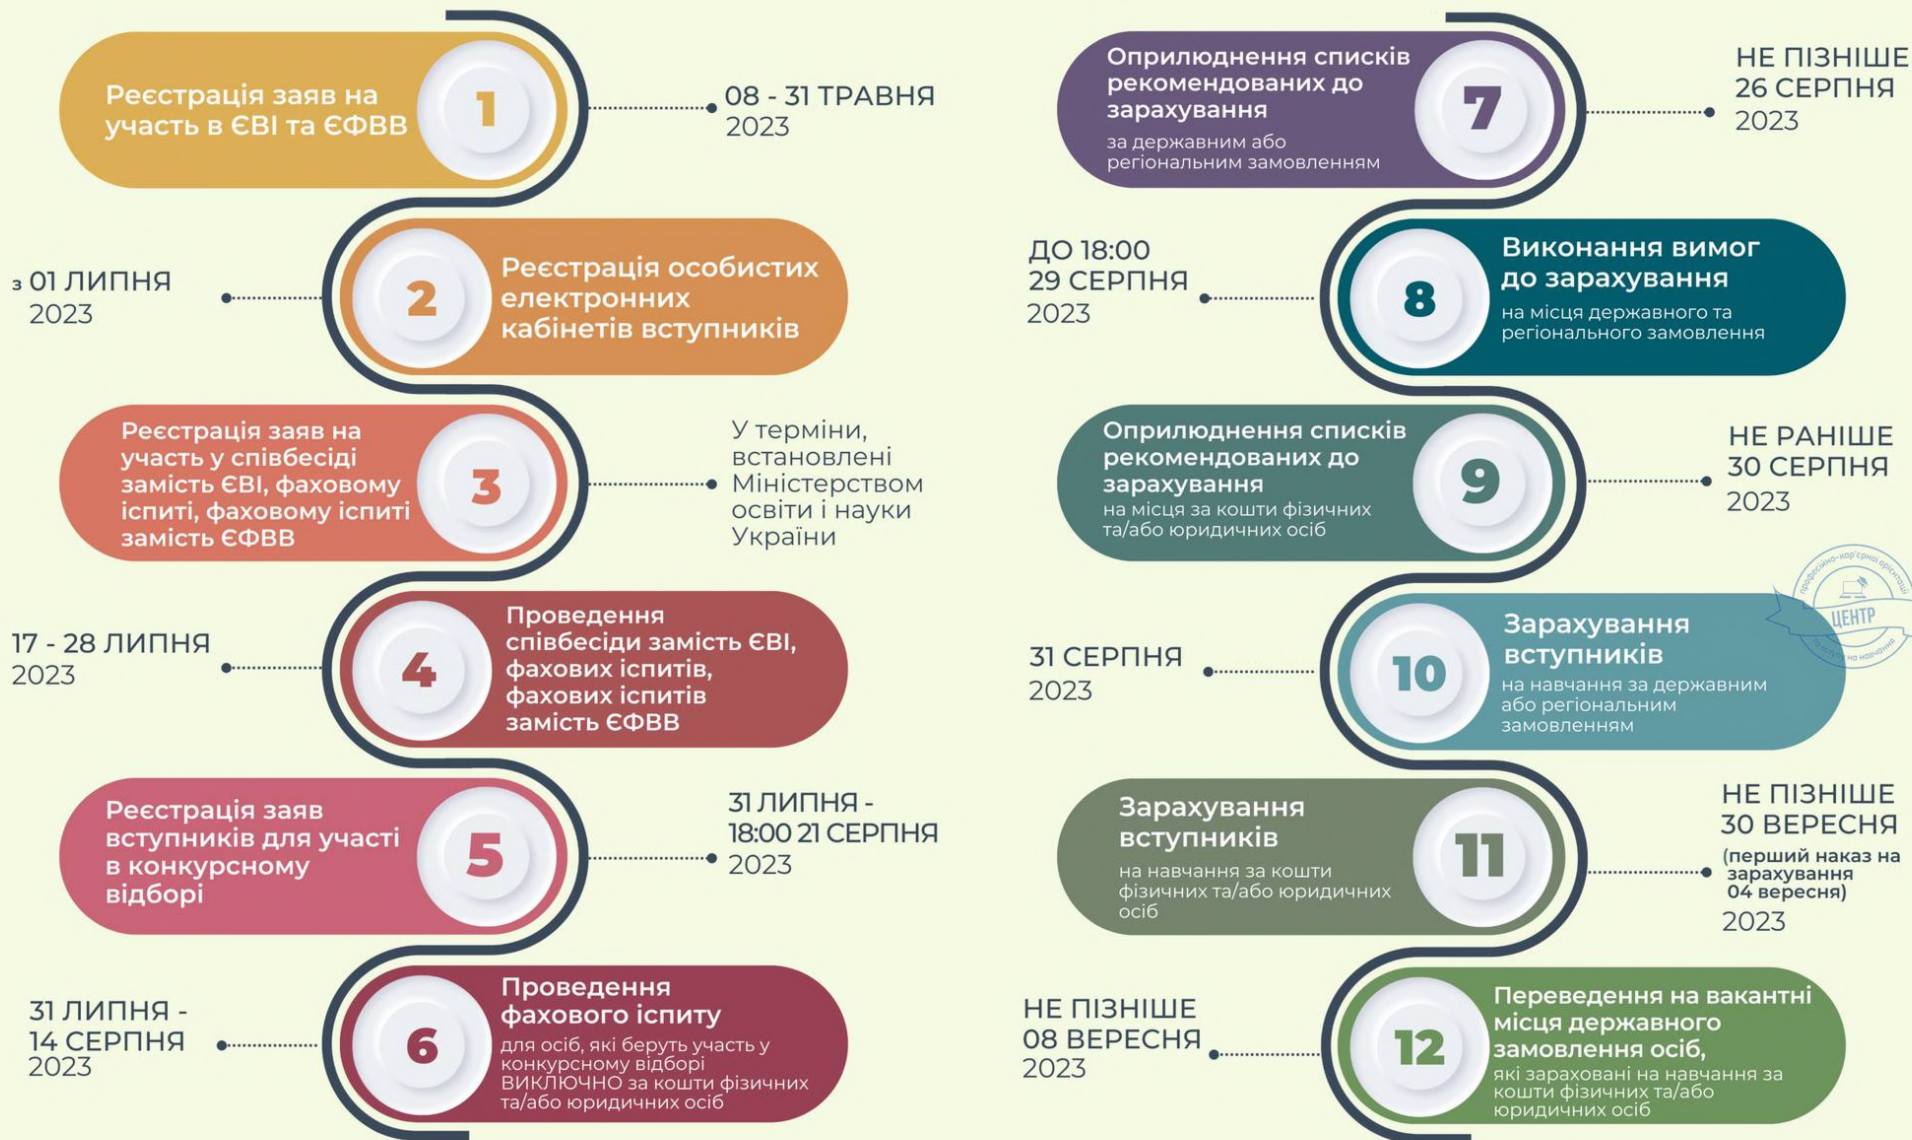 1
Реєстрація заяв на
участь в ЄВІ та ЄФВВ
08 - 31 ТРАВНЯ
2023
з 01 ЛИПНЯ
2023
2
Реєстрація особистих
електронних
кабінетів вступників
Реєстрація заяв на
участь у співбесіді
замість ЄВІ, фаховому
іспиті, фаховому іспиті
замість ЄФВВ
3
У терміни,
встановлені
Міністерством
освіти і науки
України
17 - 28 ЛИПНЯ
2023
4
Проведення
співбесіди замість ЄВІ,
фахових іспитів,
фахових іспитів
замість ЄФВВ
Реєстрація заяв
вступників для участі
в конкурсному
відборі
5
31 ЛИПНЯ -
18:00 21 СЕРПНЯ
2023
31 ЛИПНЯ -
14 СЕРПНЯ
2023
6
Проведення
фахового іспиту
для осіб, які беруть участь у
конкурсному відборі
ВИКЛЮЧНО за кошти фізичних
та/або юридичних осіб
Оприлюднення списків
рекомендованих до
зарахування
за державним або
регіональним замовленням
7
НЕ ПІЗНІШЕ
26 СЕРПНЯ
2023
ДО 18:00
29 СЕРПНЯ
2023
8
Виконання вимог
до зарахування
на місця державного та
регіонального замовлення
Оприлюднення списків
рекомендованих до
зарахування
на місця за кошти фізичних
та/або юридичних осіб
9
НЕ РАНІШЕ
30 СЕРПНЯ
2023
професійно-кар'єрної орієнтації
ЦЕНТР
та вступу на навчання
31 СЕРПНЯ
2023
10
Зарахування
вступників
на навчання за державним
або регіональним
замовленням
Зарахування
вступників
на навчання за кошти
фізичних та/або юридичних
осіб
11
НЕ ПІЗНІШЕ
30 ВЕРЕСНЯ
(перший наказ на
зарахування
04 вересня)
2023
НЕ ПІЗНІШЕ
08 ВЕРЕСНЯ
2023
12
Переведення на вакантні
місця державного
замовлення осіб,
які зараховані на навчання за
кошти фізичних та/або
юридичних осіб